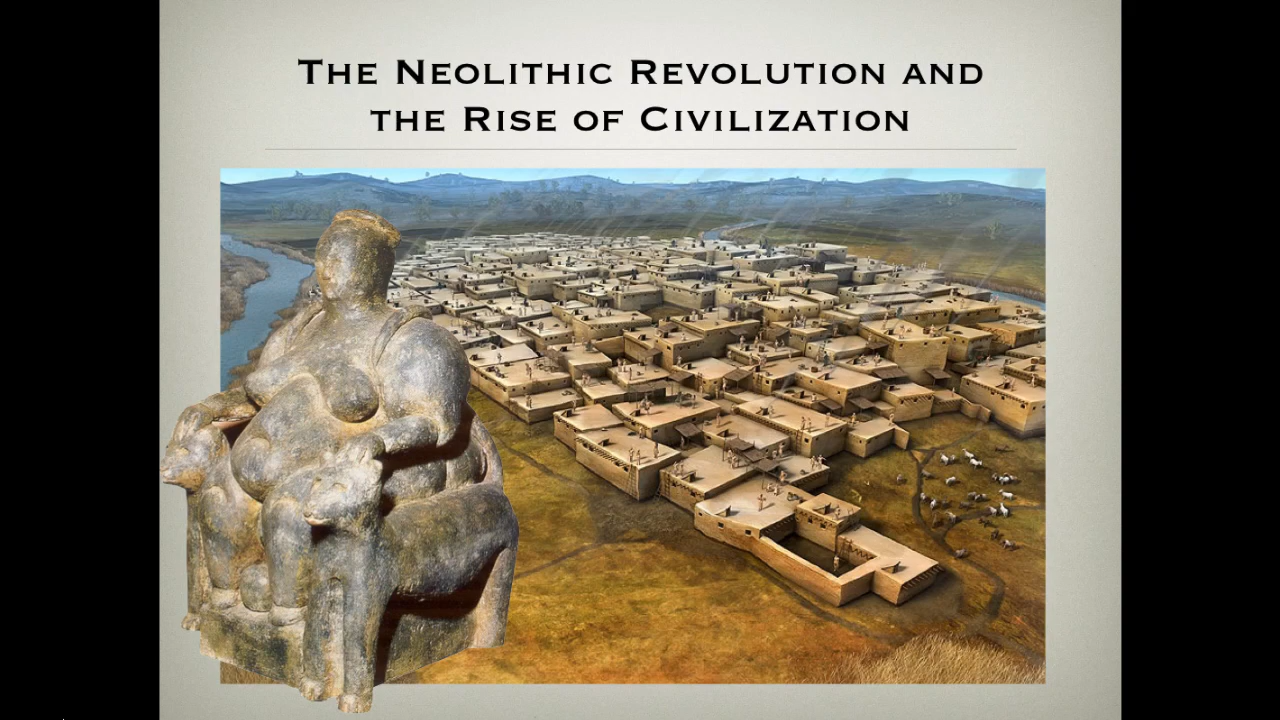 The Neolithic Revolution and
the Rise of Civilization